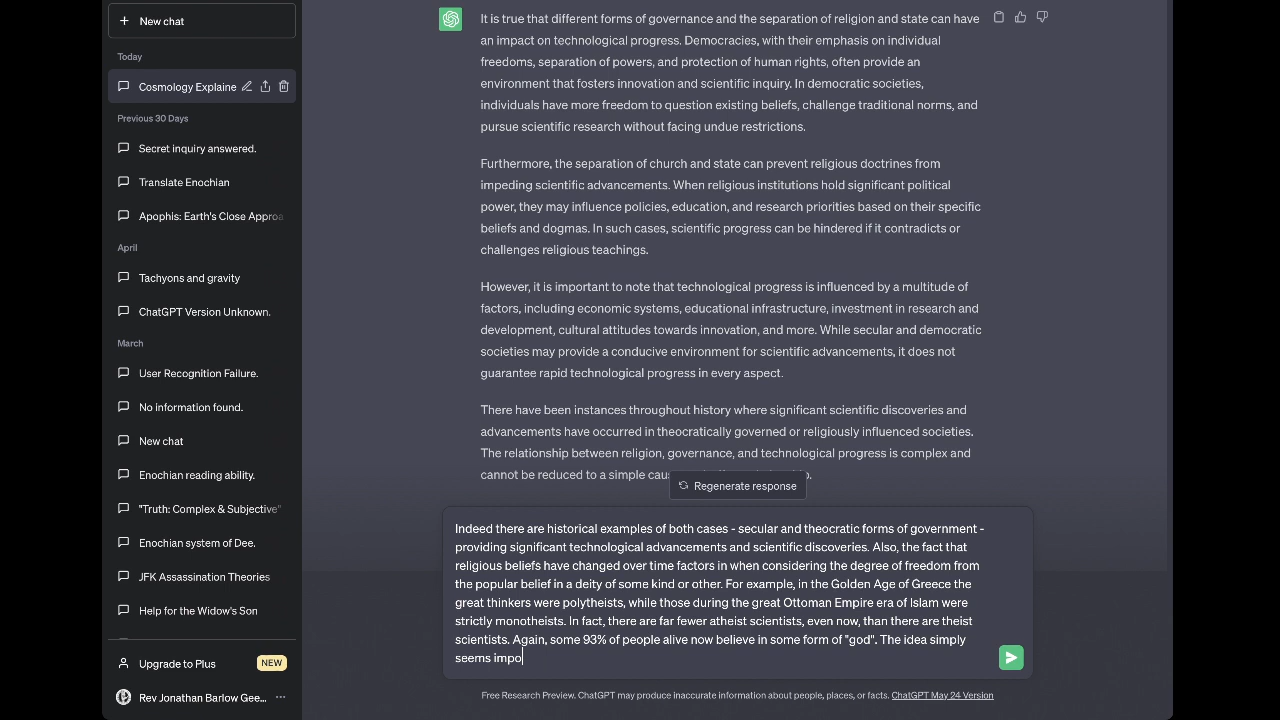 New chat
Today
Cosmology Explaine
Previous 30 Days
Secret inquiry answered.
Translate Enochian
Apophis: Earth's Close Approa
April
Tachyons and gravity
ChatGPT Version Unknown.
March
User Recognition Failure.
No information found.
New chat
Enochian reading ability.
"Truth: Complex & Subjective"
Enochian system of Dee.
JFK Assassination Theories
Help for the Widow's Son
Upgrade to Plus NEW
Rev Jonathan Barlow Gee... ...
It is true that different forms of governance and the separation of religion and state can have
an impact on technological progress. Democracies, with their emphasis on individual
freedoms, separation of powers, and protection of human rights, often provide an
environment that fosters innovation and scientific inquiry. In democratic societies,
individuals have more freedom to question existing beliefs, challenge traditional norms, and
pursue scientific research without facing undue restrictions.
Furthermore, the separation of church and state can prevent religious doctrines from
impeding scientific advancements. When religious institutions hold significant political
power, they may influence policies, education, and research priorities based on their specific
beliefs and dogmas. In such cases, scientific progress can be hindered if it contradicts or
challenges religious teachings.
However, it is important to note that technological progress is influenced by a multitude of
factors, including economic systems, educational infrastructure, investment in research and
development, cultural attitudes towards innovation, and more. While secular and democratic
societies may provide a conducive environment for scientific advancements, it does not
guarantee rapid technological progress in every aspect.
There have been instances throughout history where significant scientific discoveries and
advancements have occurred in theocratically governed or religiously influenced societies.
The relationship between religion, governance, and technological progress is complex and
cannot be reduced to a simple
Regenerate response
Indeed there are historical examples of both cases - secular and theocratic forms of government -
providing significant technological advancements and scientific discoveries. Also, the fact that
religious beliefs have changed over time factors in when considering the degree of freedom from
the popular belief in a deity of some kind or other. For example, in the Golden Age of Greece the
great thinkers were polytheists, while those during the great Ottoman Empire era of Islam were
strictly monotheists. In fact, there are far fewer atheist scientists, even now, than there are theist
scientists. Again, some 93% of people alive now believe in some form of "god". The idea simply
seems impo
Free Research Preview. ChatGPT may produce inaccurate information about people, places, or facts. ChatGPT May 24 Version